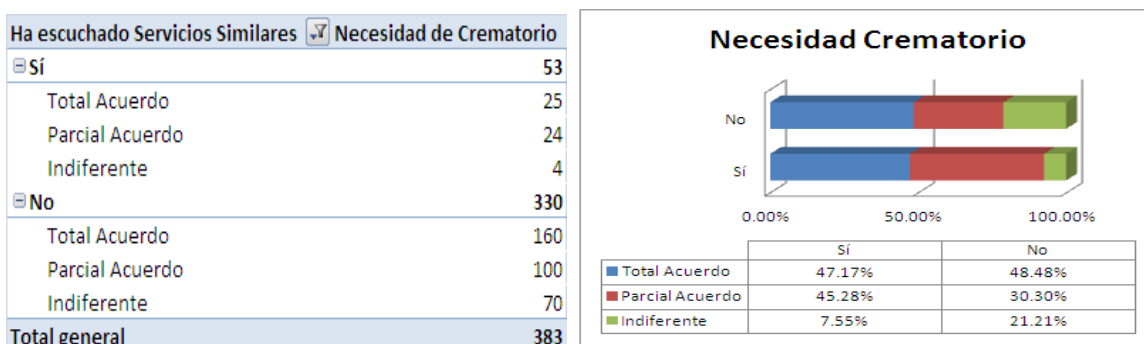 Ha escuchado Servicios Similares Necesidad de Crematorio
Sí 53
Total Acuerdo 25
Parcial Acuerdo 24
Indiferente 4
No 330
Total Acuerdo 160
Parcial Acuerdo 100
Indiferente 70
Total general 383
Necesidad Crematorio
No
Sí
0.00% 50.00% 100.00%
Sí No
Total Acuerdo 47.17% 48.48%
Parcial Acuerdo 45.28% 30.30%
Indiferente 7.55% 21.21%